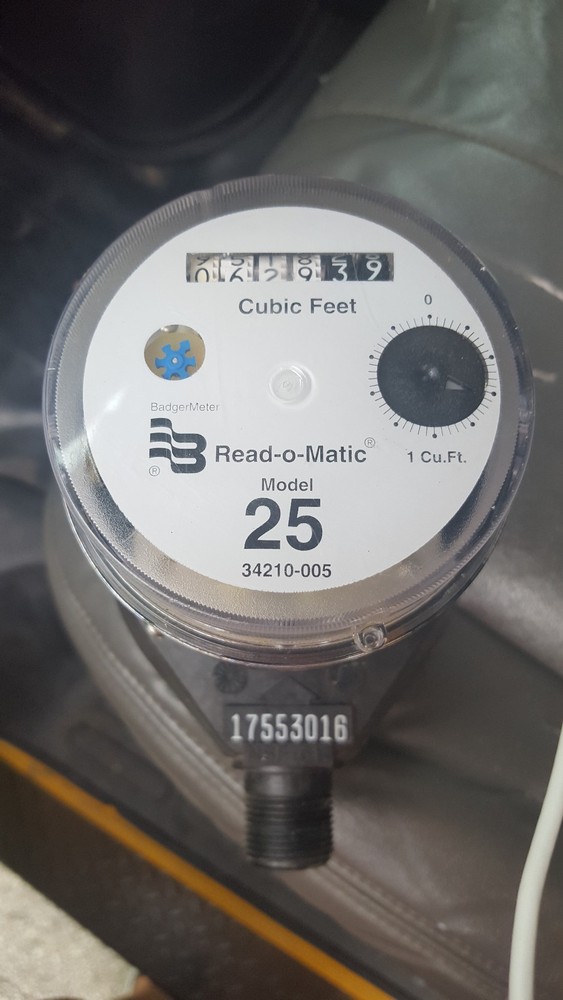 Cubic Feet
0
BadgerMeter
®
Read-o-Matic®
1 Cu.Ft.
Model
25
34210-005
17553016